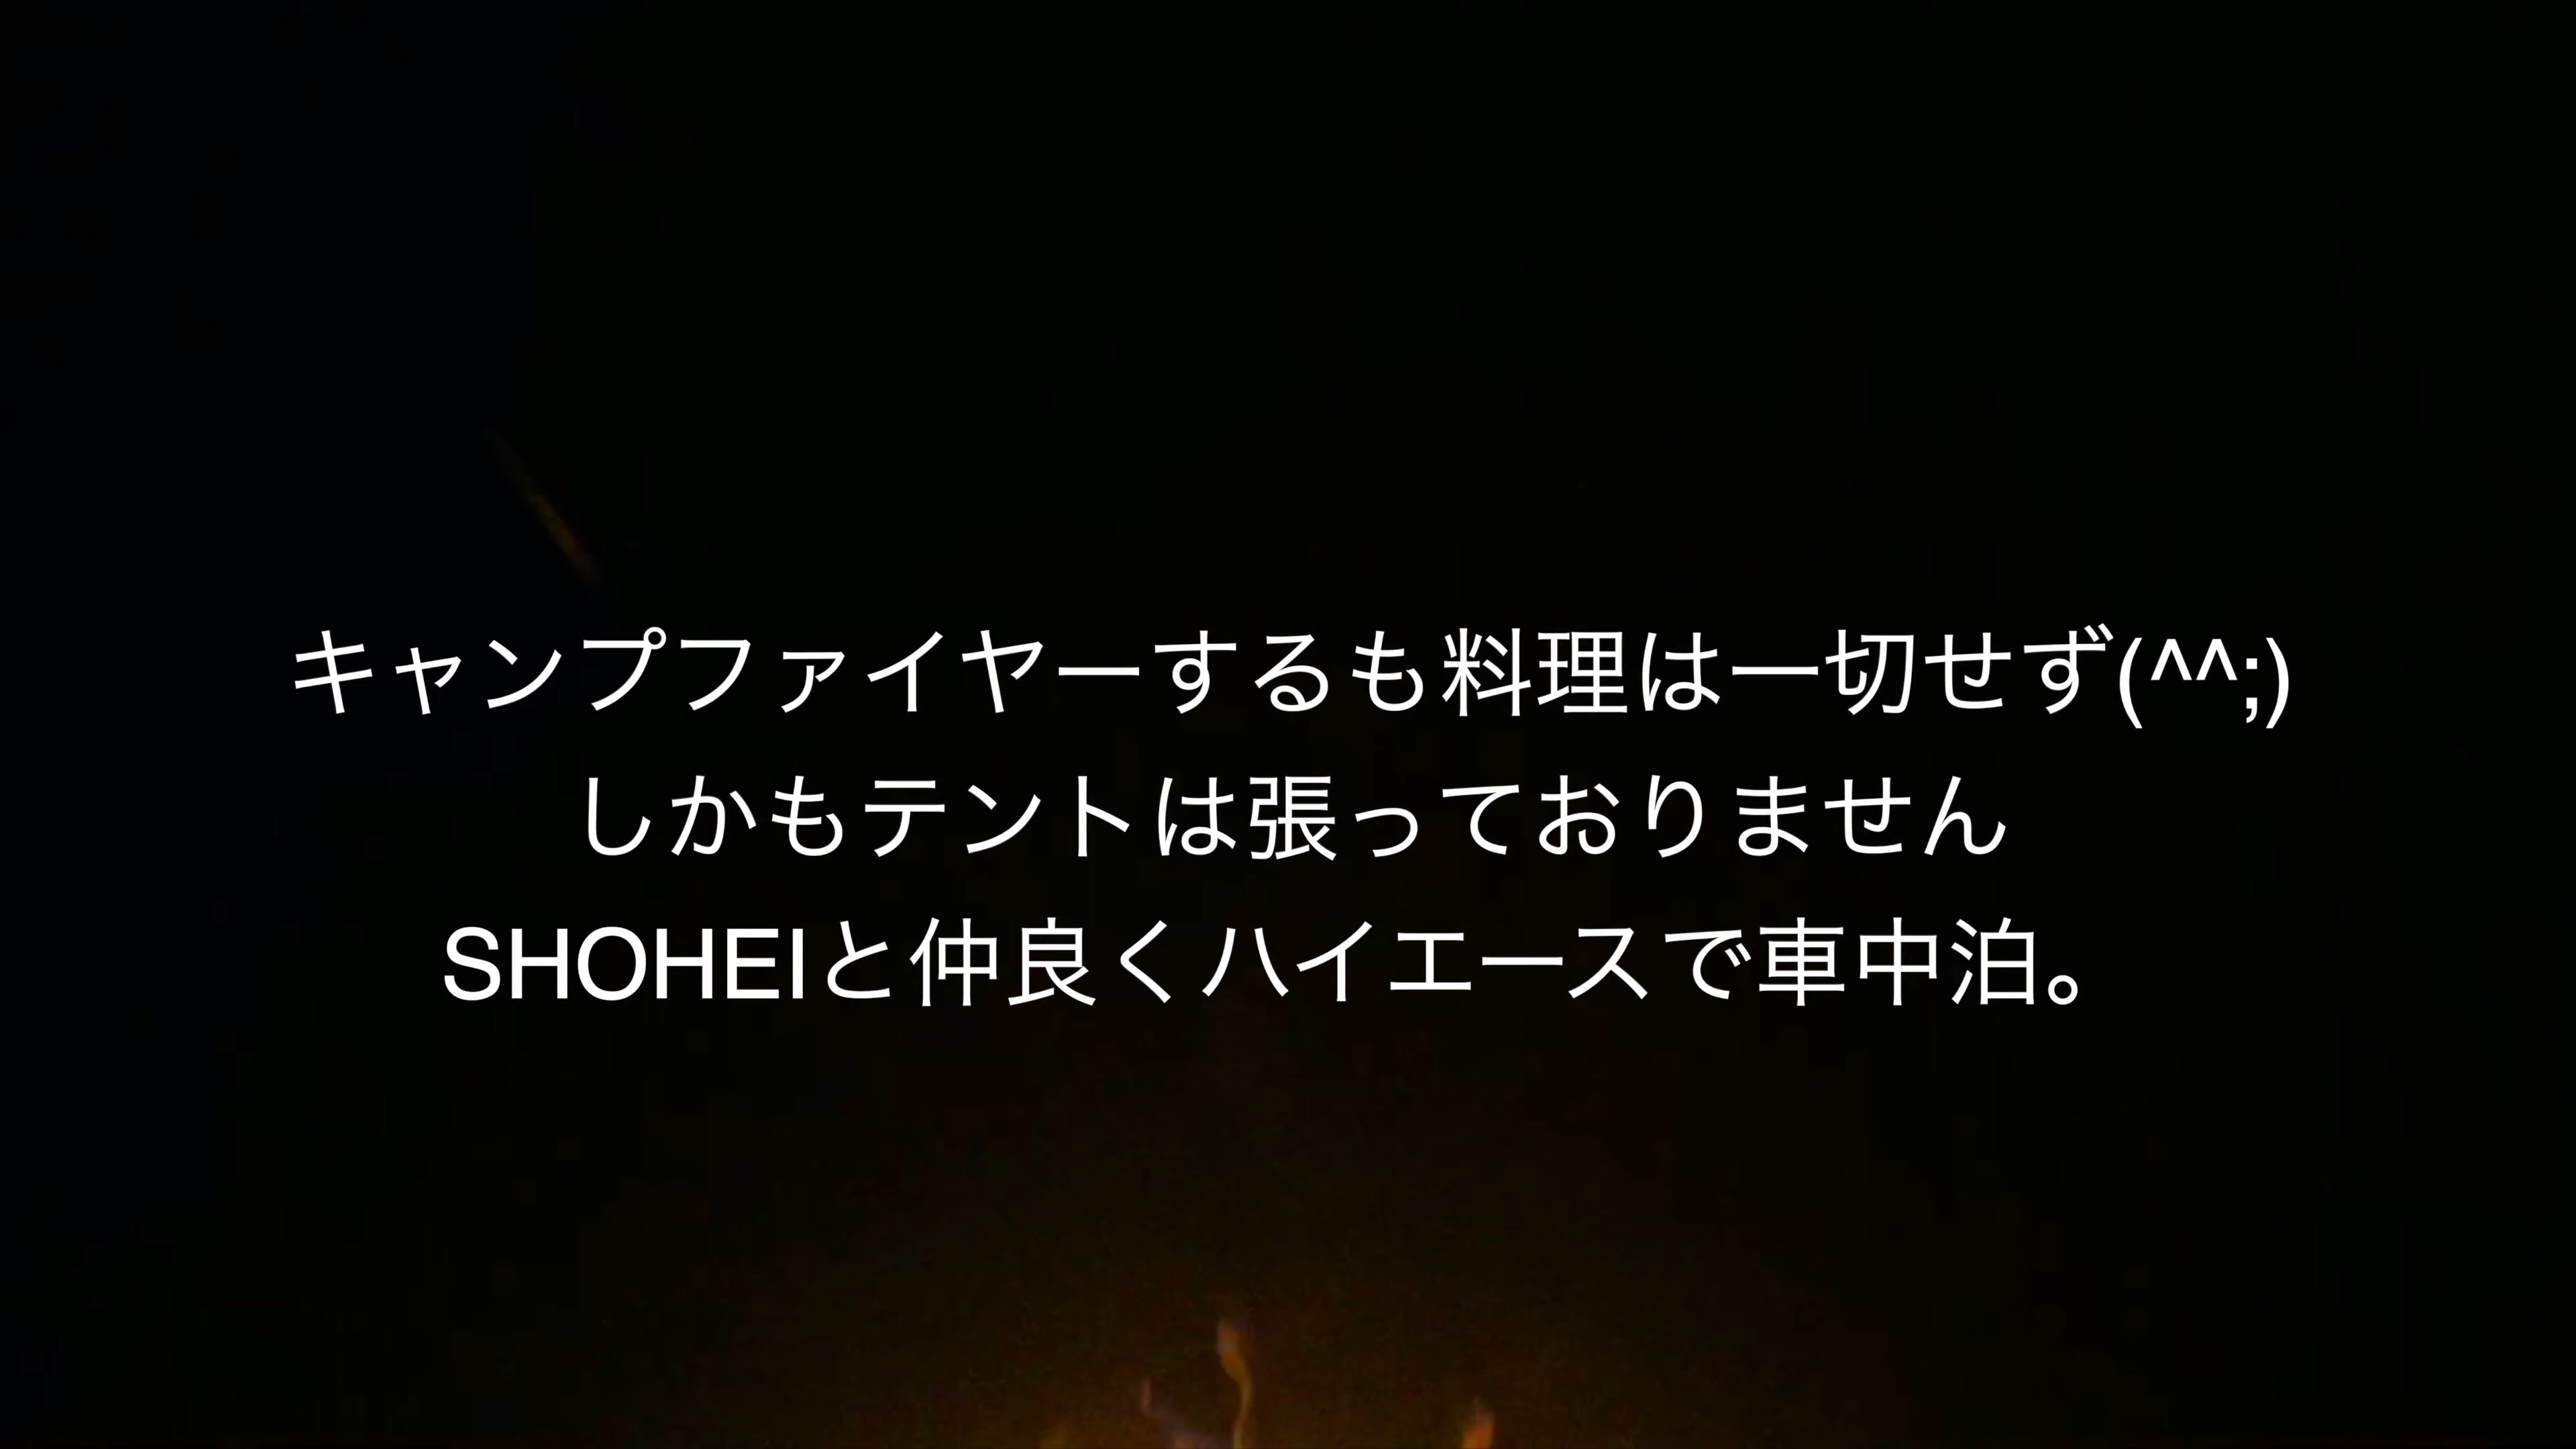 キャンプファイヤーするも料理は一切せず(^^;)
しかもテントは張っておりません
SHOHEIと仲良くハイエースで車中泊。